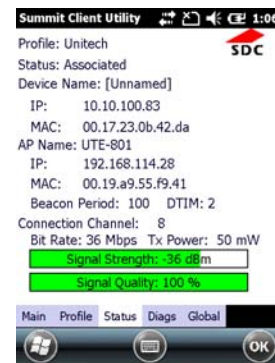 Summit Client Utility 1:06
Profile: Unitech
SDC
Status: Associated
Device Name: [Unnamed]
IP: 10.10.100.83
MAC: 00.17.23.0b.42.da
AP Name: UTE-801
IP: 192.168.114.28
MAC: 00.19.a9.55.f9.41
Beacon Period: 100 DTIM: 2
Connection Channel: 8
Bit Rate: 36 Mbps Tx Power: 50 mW
Signal Strength: -36 dBm
Signal Quality: 100 %
Main Profile Status Diags Global
OK